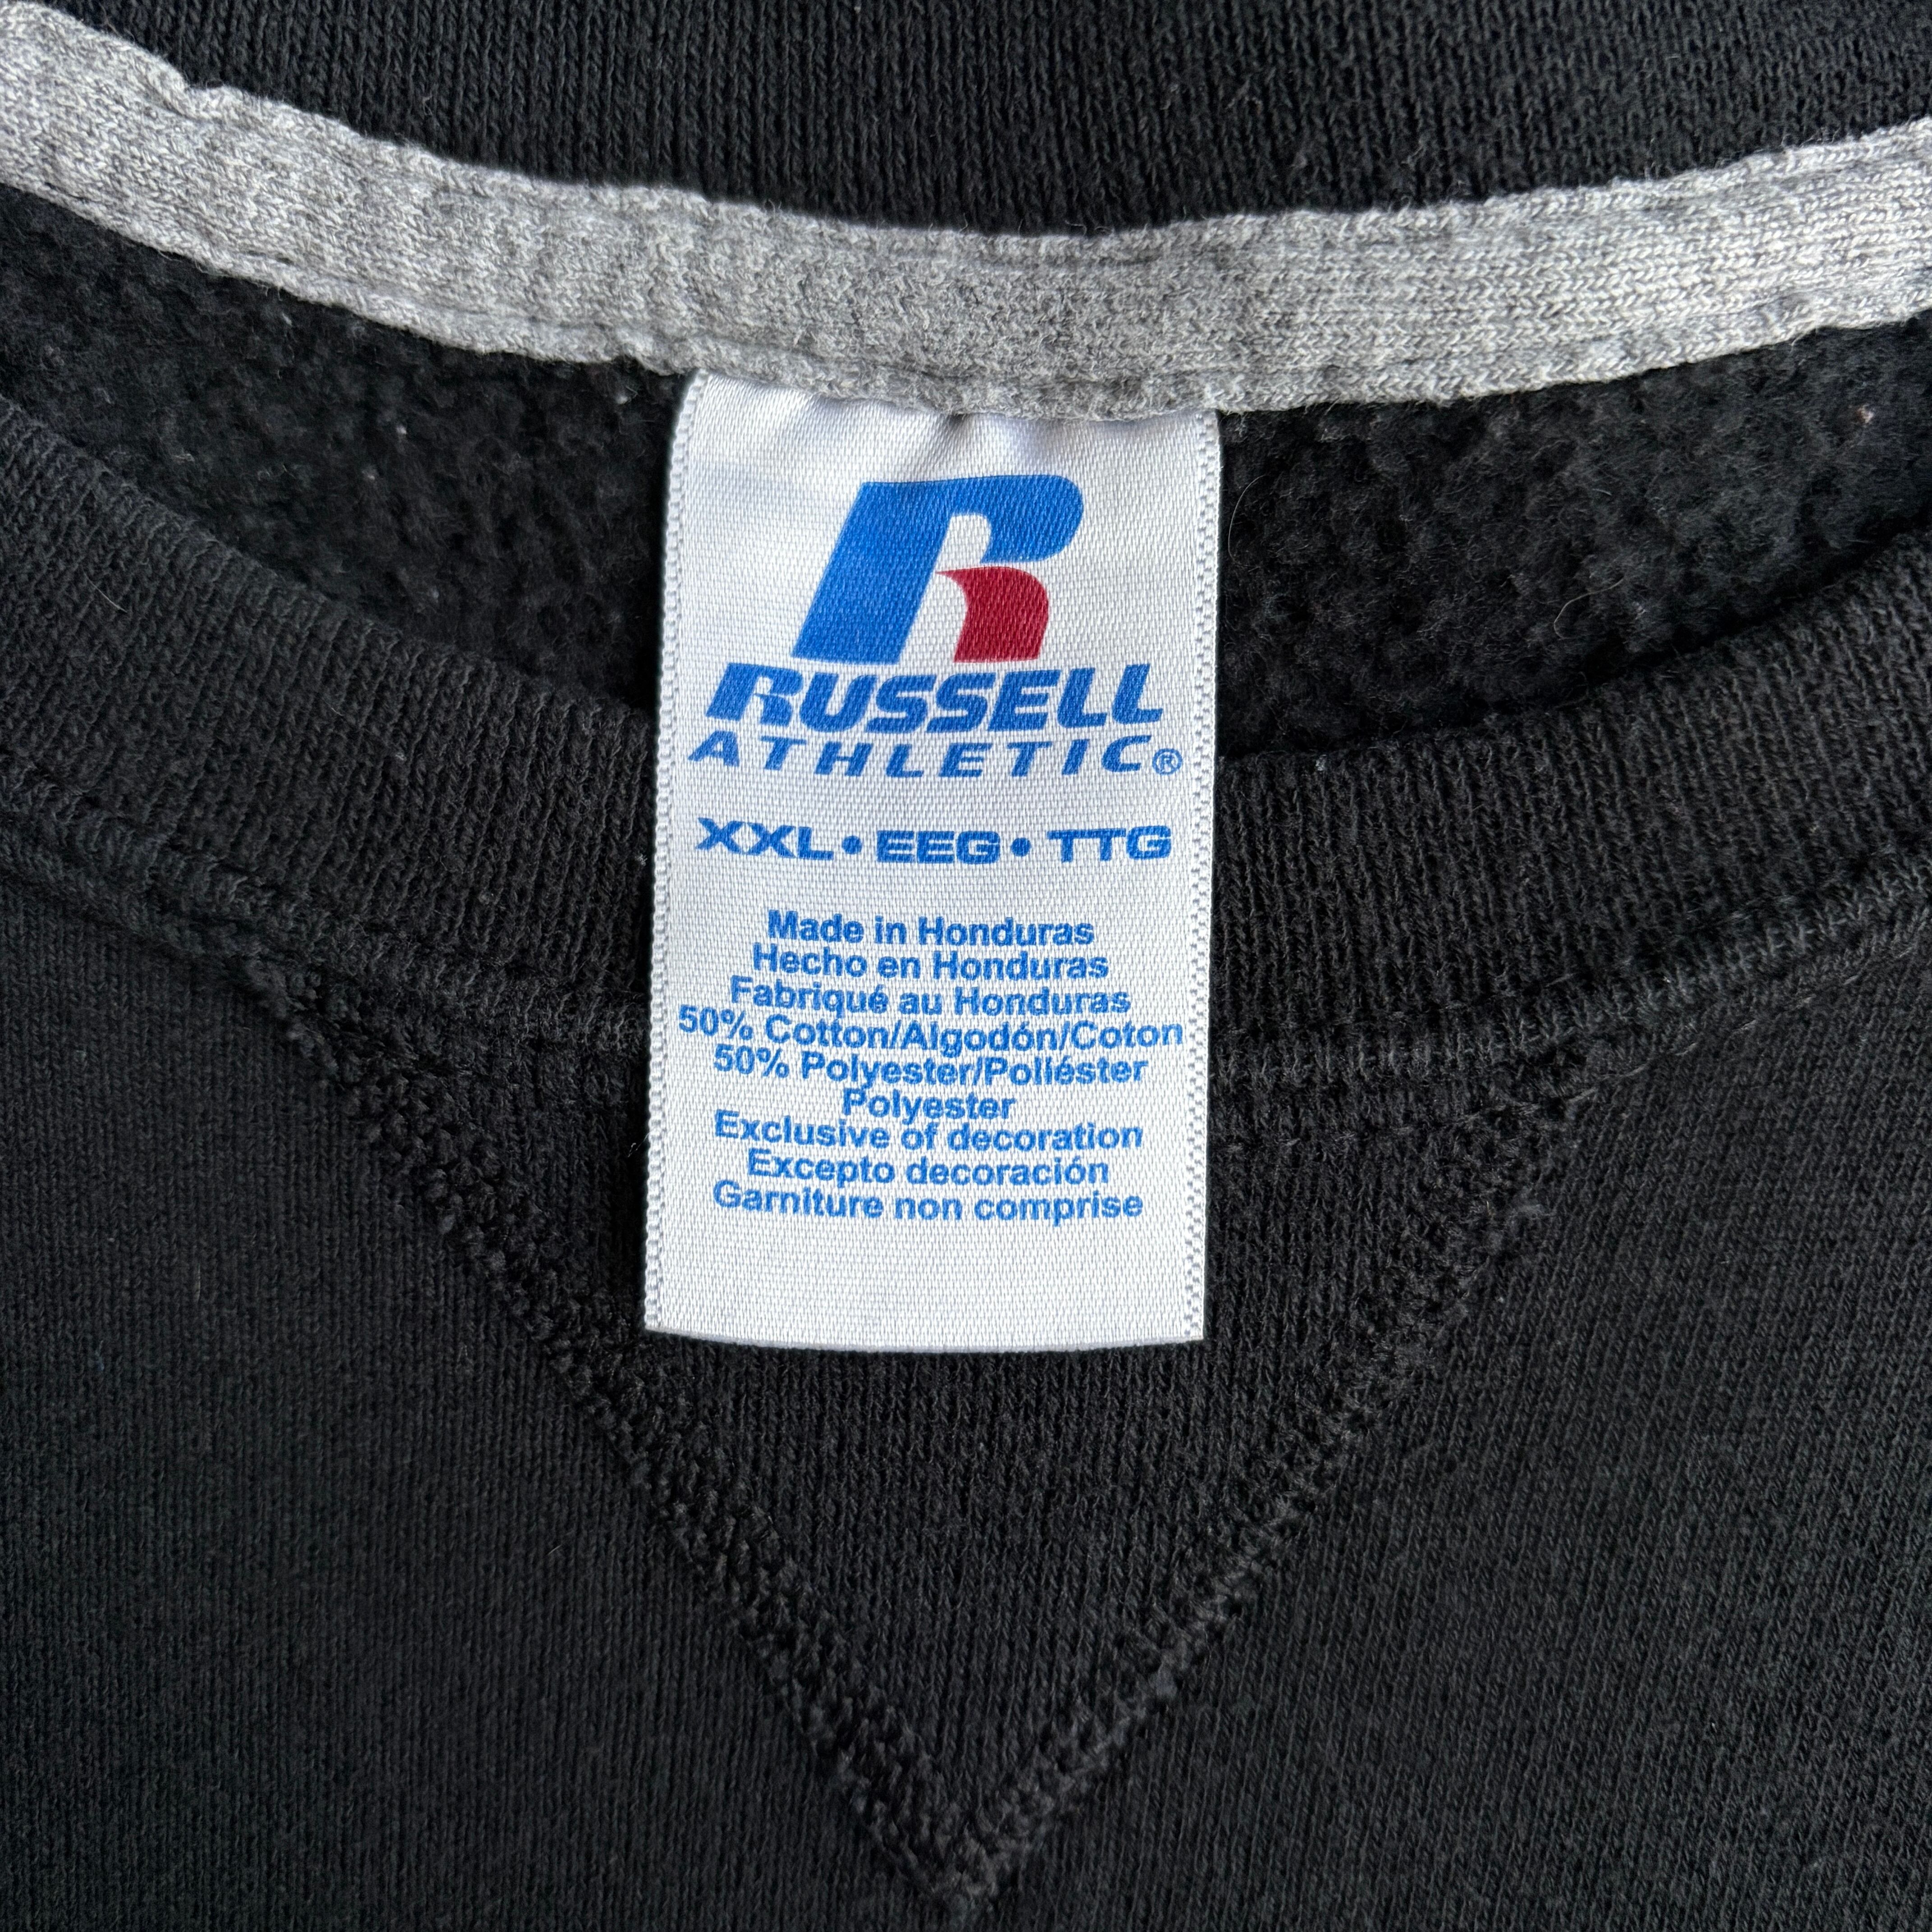 R
RUSSELL
ATHLETIC®
XXL • EEG • TTG
Made in Honduras
Hecho en Honduras
Fabriqué au Honduras
50% Cotton/Algodón/Coton
50% Polyester/Poliéster
Polyester
Exclusive of decoration
Excepto decoración
Garniture non comprise